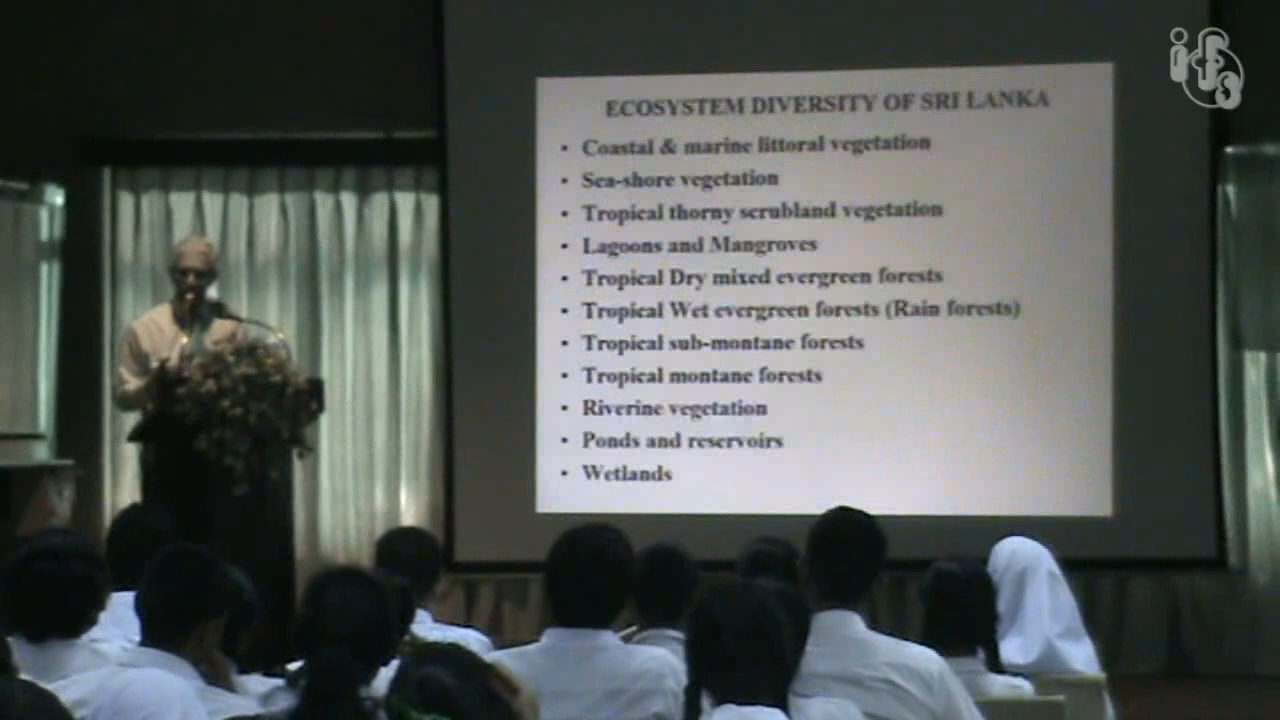 ECOSYSTEM DIVERSITY OF SRI LANKA
• Coastal & marine littoral vegetation
• Sea-shore vegetation
• Tropical thorny scrubland vegetation
• Lagoons and Mangroves
• Tropical Dry mixed evergreen forests
• Tropical Wet evergreen forests (Rain forests)
• Tropical sub-montane forests
• Tropical montane forests
• Riverine vegetation
• Ponds and reservoirs
• Wetlands